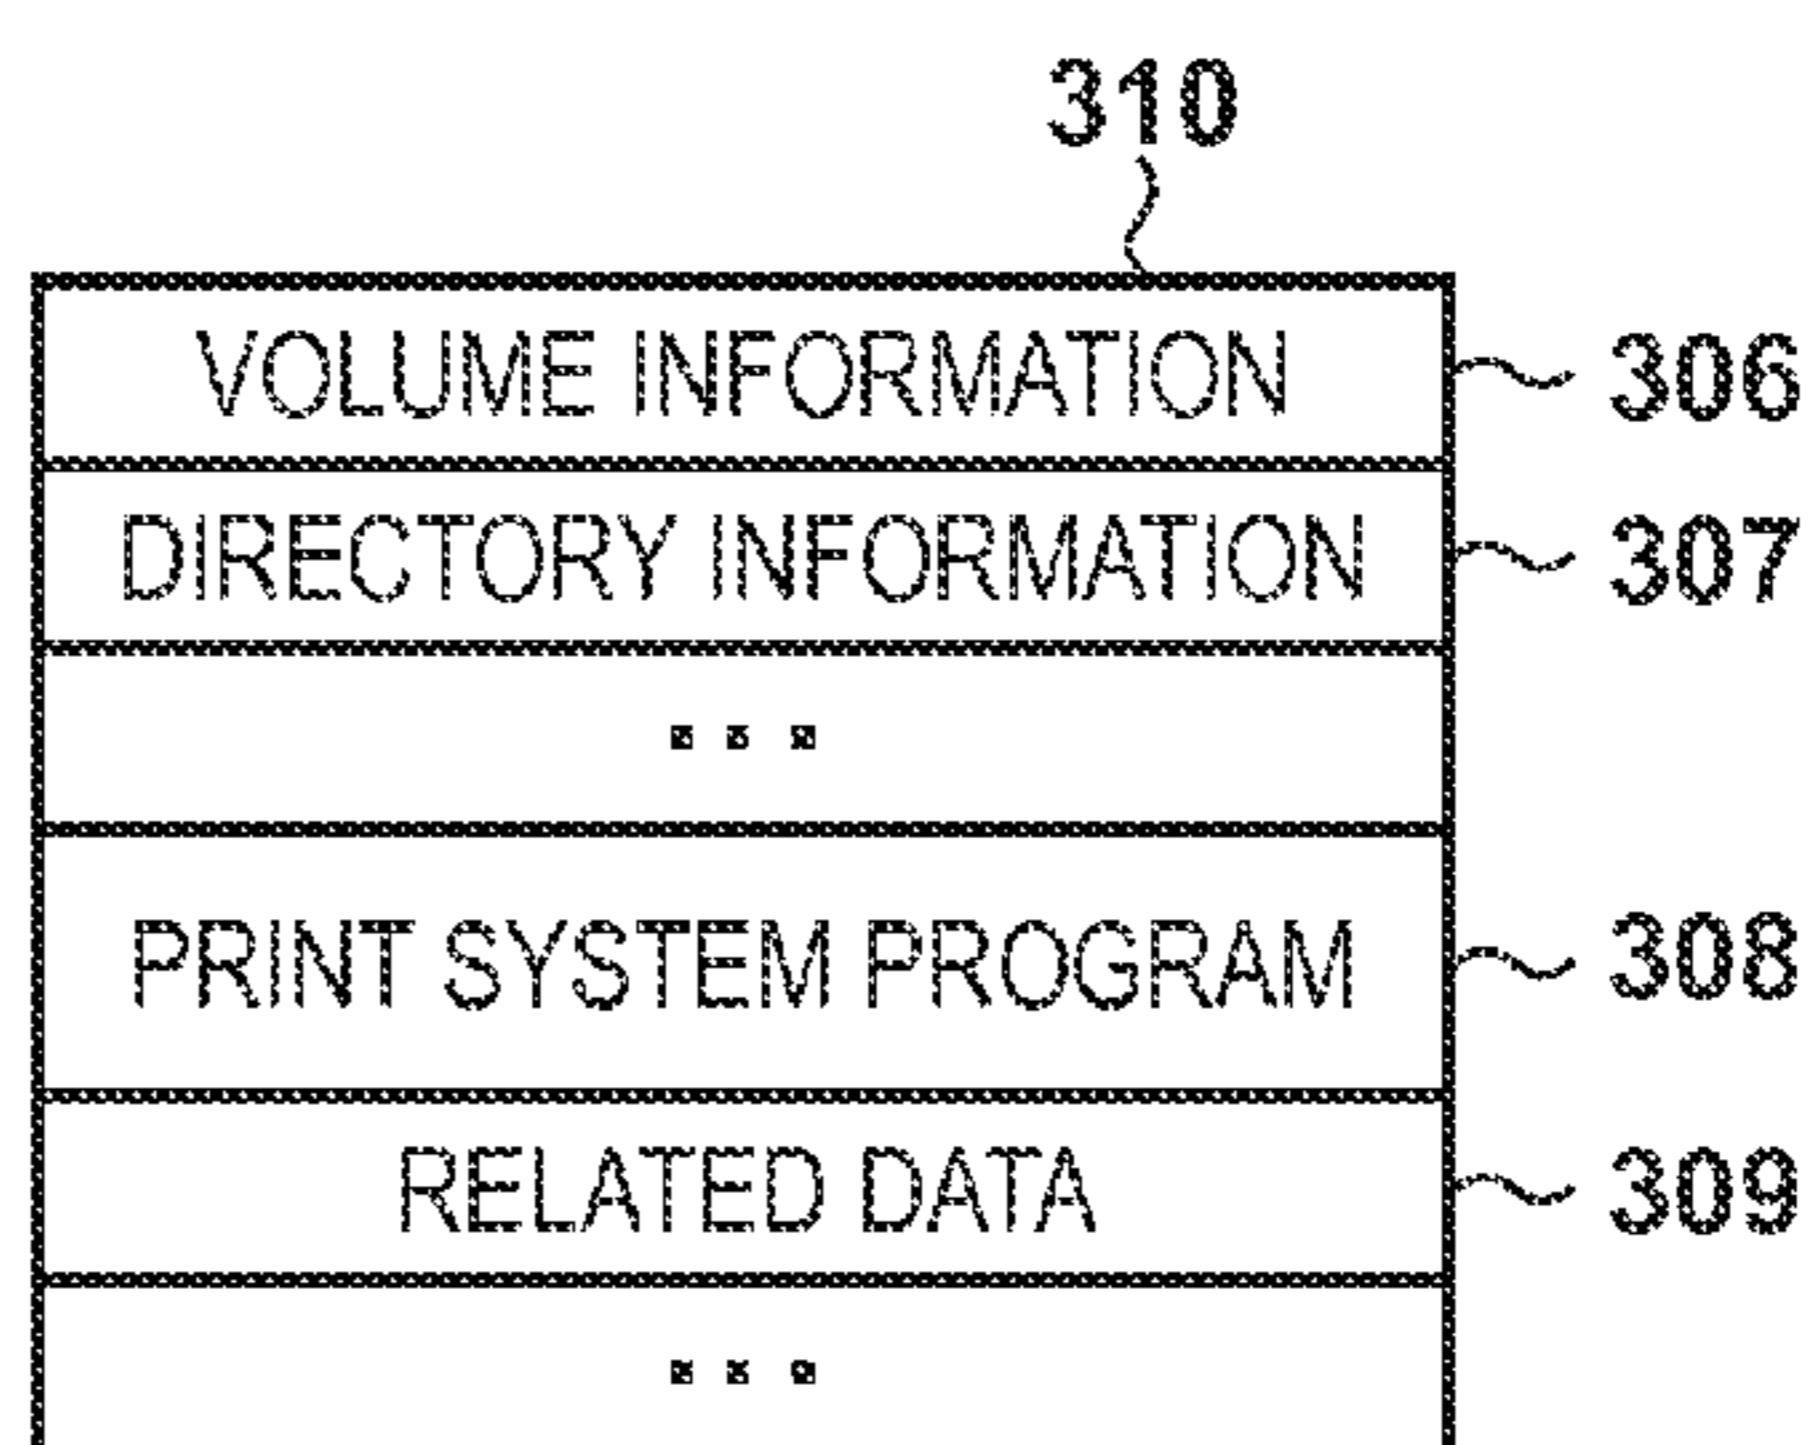 310
VOLUME INFORMATION 306
DIRECTORY INFORMATION 307
...
PRINT SYSTEM PROGRAM 308
RELATED DATA 309
...